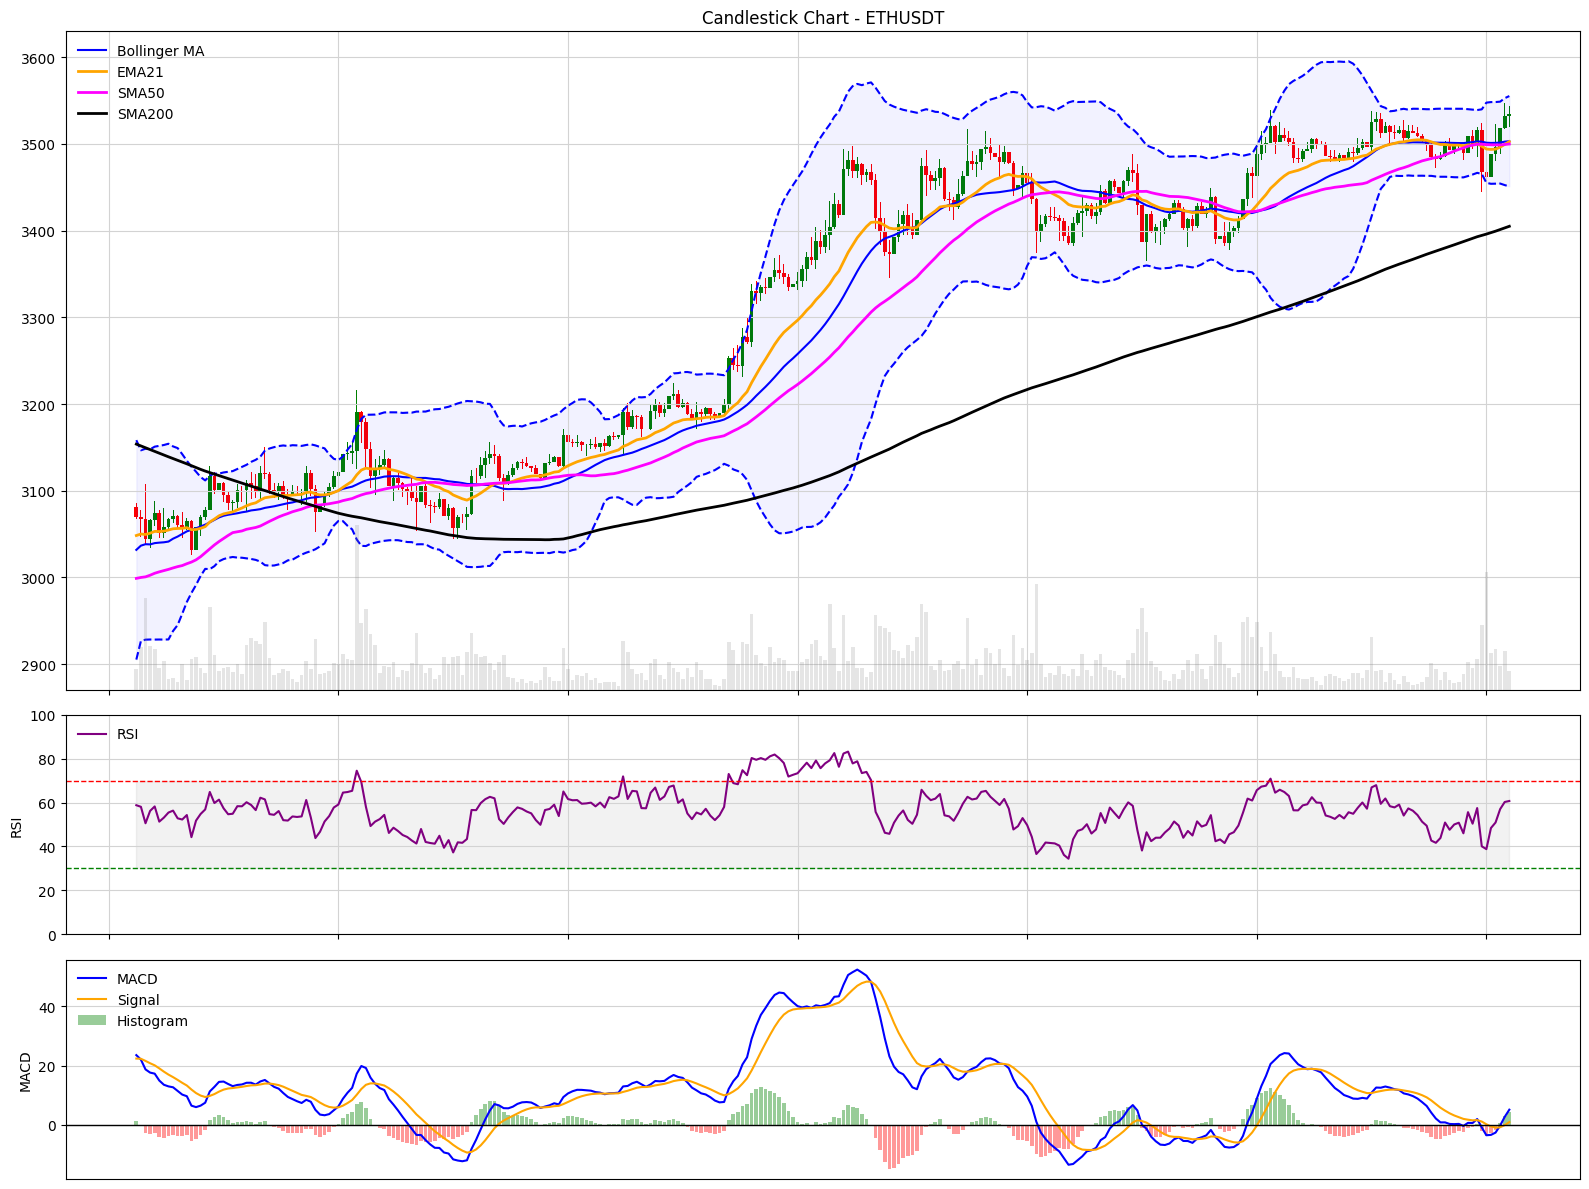 Candlestick Chart - ETHUSDT
Bollinger MA
EMA21
SMA50
SMA200
3600
3500
3400
3300
3200
3100
3000
2900
RSI
100
80
60
40
20
0
RSI
MACD
Signal
Histogram
40
20
0
MACD